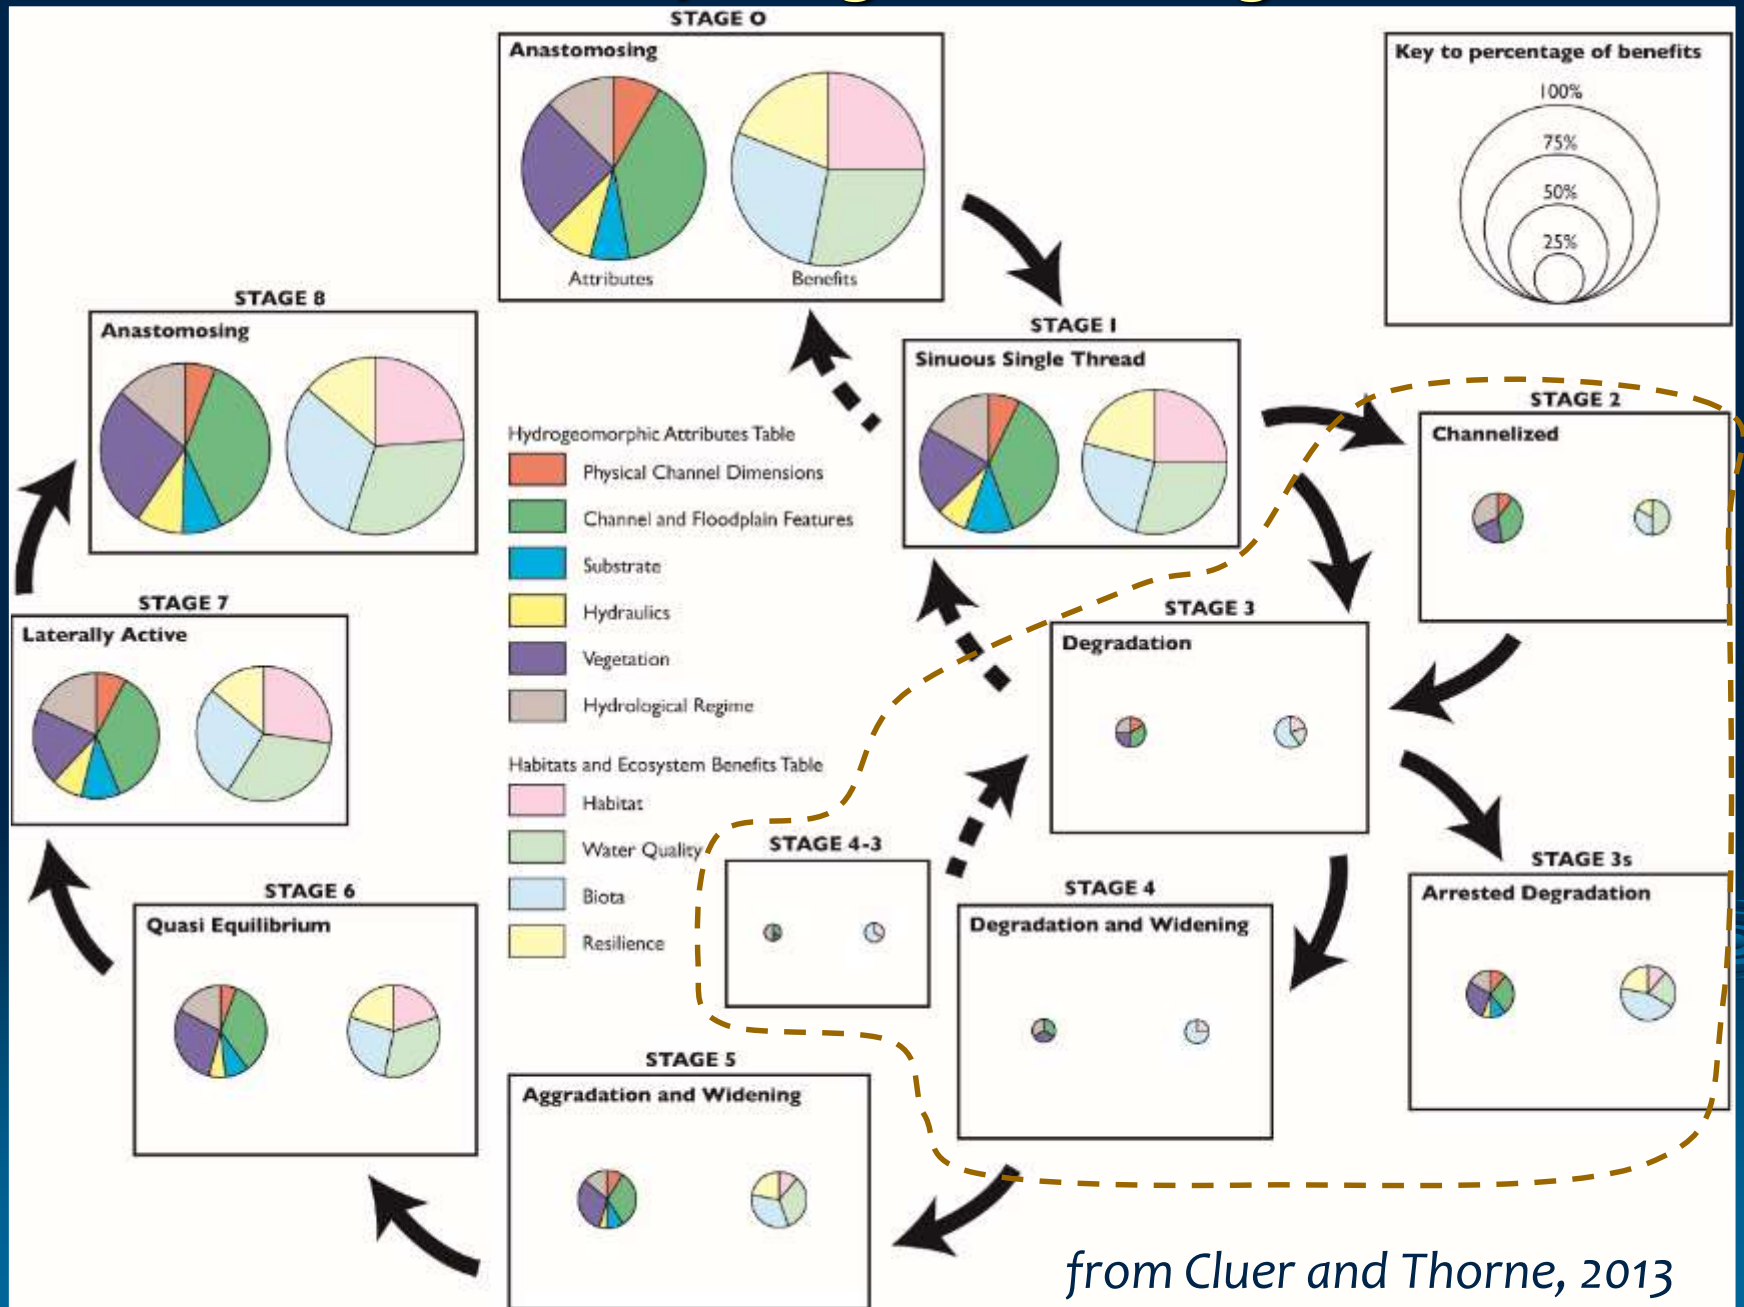 STAGE O
Anastomosing
Attributes
Benefits
Key to percentage of benefits
100%
75%
50%
25%
STAGE 8
Anastomosing
STAGE I
Sinuous Single Thread
STAGE 2
Channelized
Hydrogeomorphic Attributes Table
Physical Channel Dimensions
Channel and Floodplain Features
Substrate
Hydraulics
Vegetation
Hydrological Regime
Habitats and Ecosystem Benefits Table
Habitat
Water Quality
Biota
Resilience
STAGE 7
Laterally Active
STAGE 3
Degradation
STAGE 4-3
STAGE 3s
Arrested Degradation
STAGE 4
Degradation and Widening
STAGE 6
Quasi Equilibrium
STAGE 5
Aggradation and Widening
from Cluer and Thorne, 2013